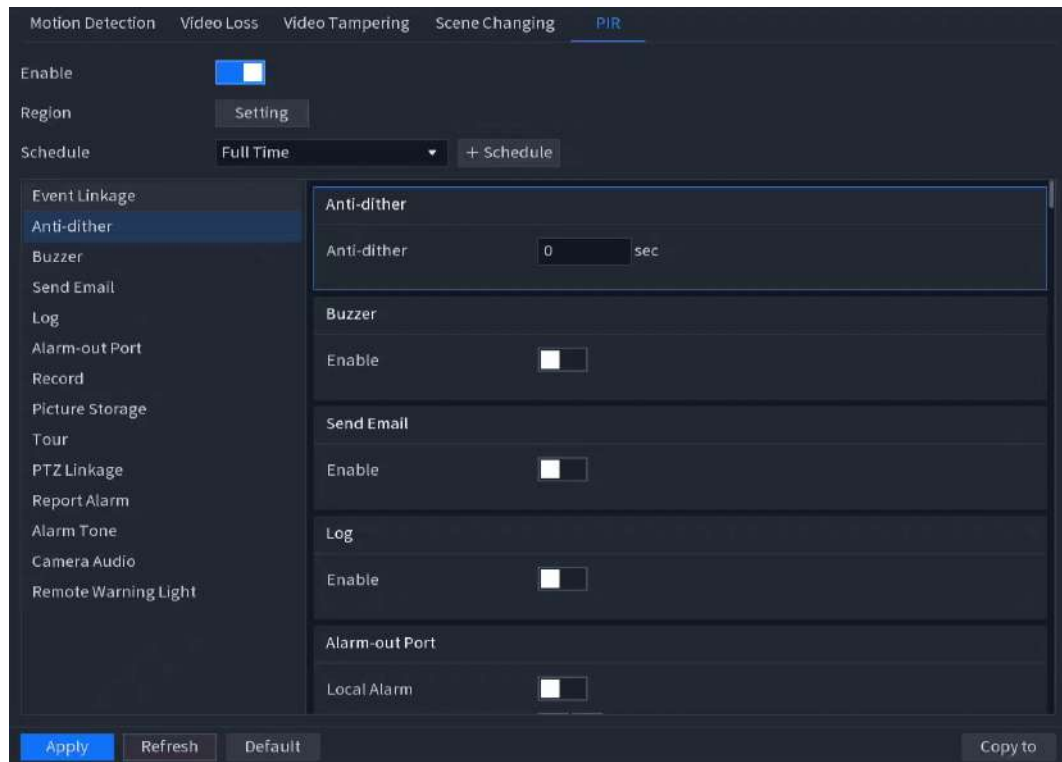 Motion Detection Video Loss Video Tampering Scene Changing PIR
Enable
Region Setting
Schedule Full Time + Schedule
Event Linkage
Anti-dither
Buzzer
Send Email
Log
Alarm-out Port
Record
Picture Storage
Tour
PTZ Linkage
Report Alarm
Alarm Tone
Camera Audio
Remote Warning Light
Anti-dither
Anti-dither 0 sec
Buzzer
Enable
Send Email
Enable
Log
Enable
Alarm-out Port
Local Alarm
Apply Refresh Default Copy to